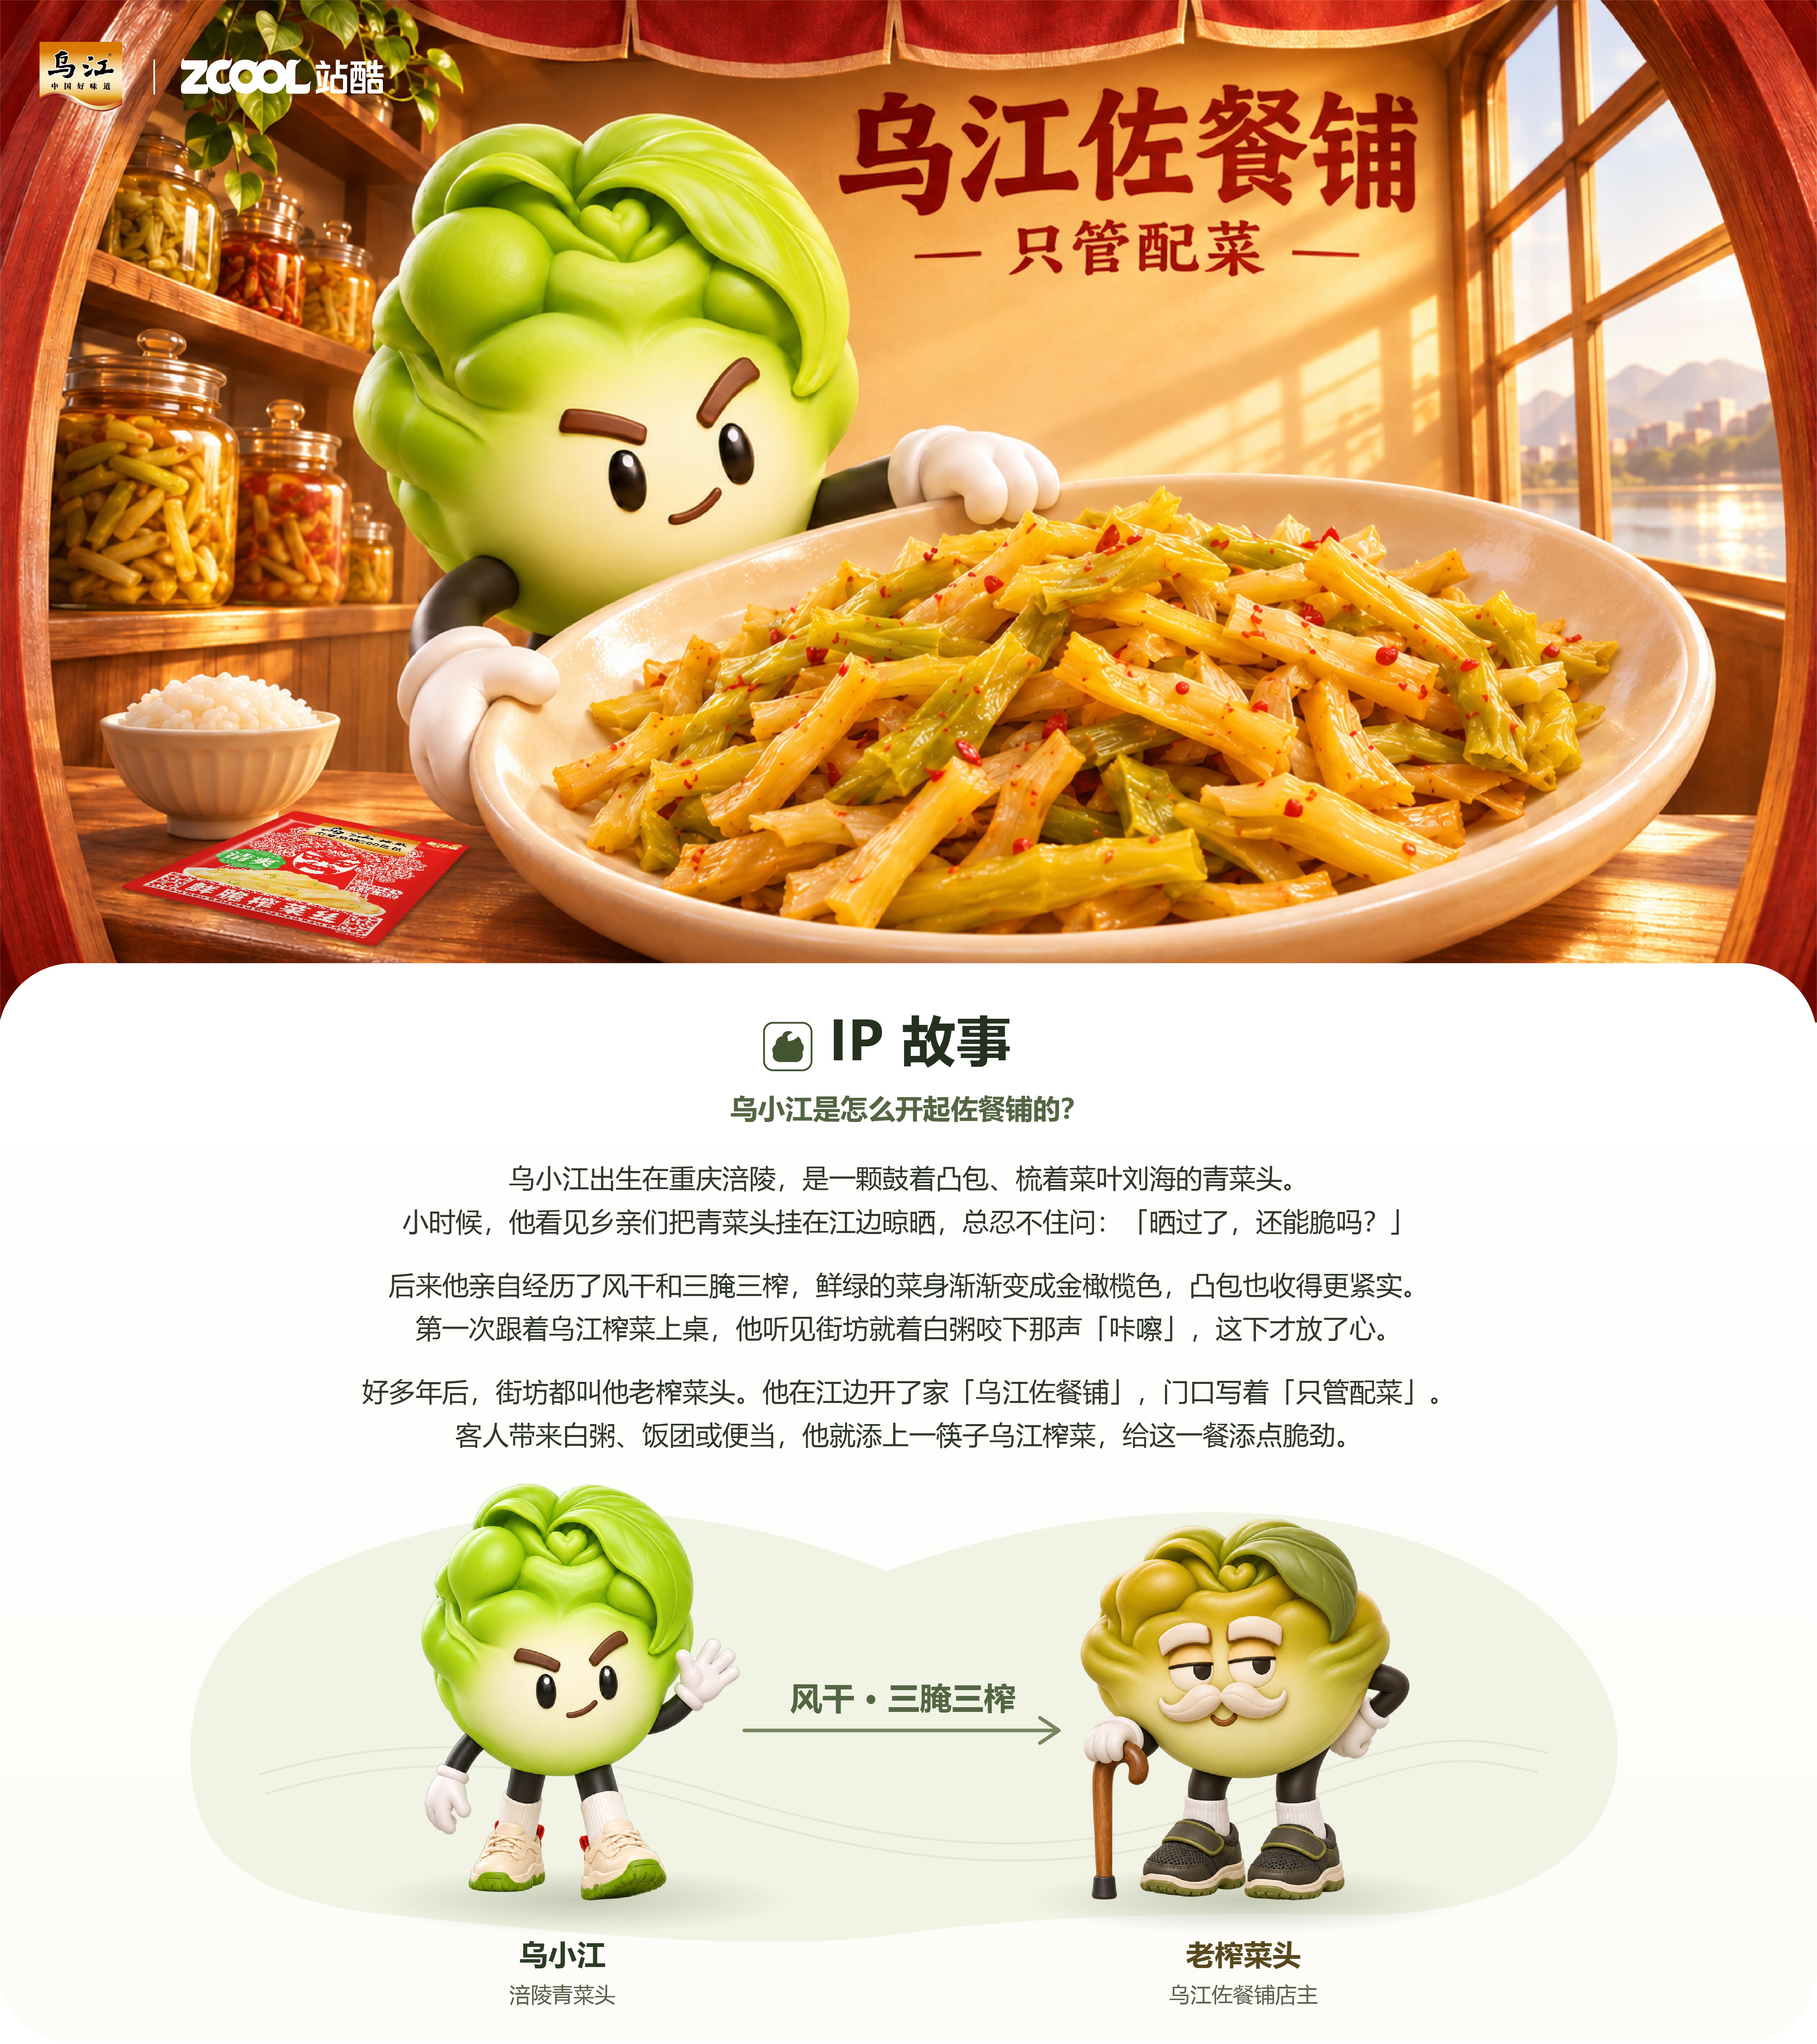 乌江
中国好味道
ZCOOL站酷
乌江佐餐铺
只管配菜
乌江榨菜
清爽
鲜脆榨菜丝
IP 故事
乌小江是怎么开起佐餐铺的？
乌小江出生在重庆涪陵，是一颗鼓着凸包、梳着菜叶刘海的青菜头。
小时候，他看见乡亲们把青菜头挂在江边晾晒，总忍不住问：「晒过了，还能脆吗？」
后来他亲自经历了风干和三腌三榨，鲜绿的菜身渐渐变成金橄榄色，凸包也收得更紧实。
第一次跟着乌江榨菜上桌，他听见街坊就着白粥咬下那声「咔嚓」，这下才放了心。
好多年后，街坊都叫他老榨菜头。他在江边开了家「乌江佐餐铺」，门口写着「只管配菜」。
客人带来白粥、饭团或便当，他就添上一筷子乌江榨菜，给这一餐添点脆劲。
风干·三腌三榨
乌小江
涪陵青菜头
老榨菜头
乌江佐餐铺店主